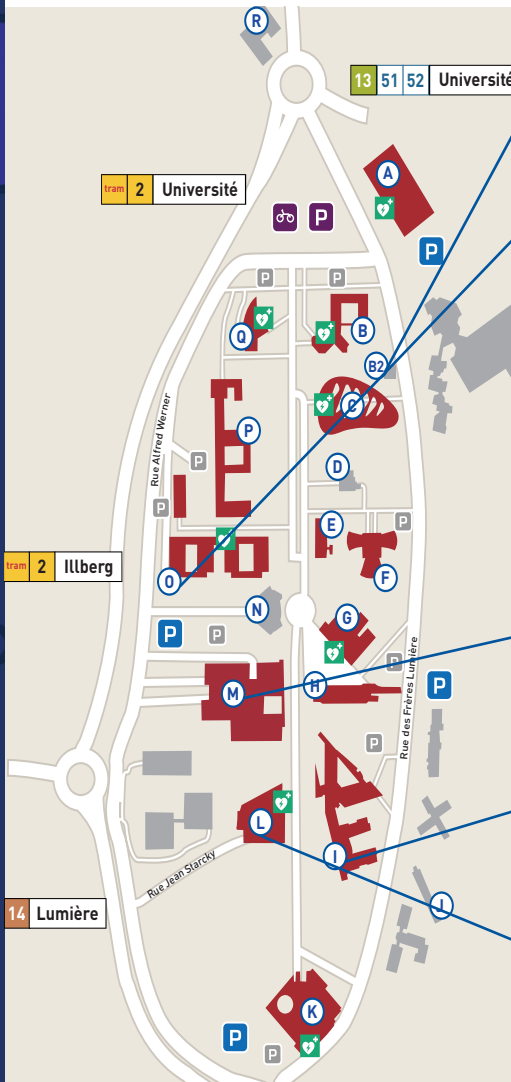 R
13 51 52 Université
A
tram 2 Université
P
P
P
P
Q
B
B2
C
Rue Alfred Werner
P
P
D
P
E
P
tram 2 Illberg
O
F
N
G
P
P
Rue des Frères Lumière
P
H
P
M
P
L
I
Rue Jean Starcky
14 Lumière
J
K
P
P